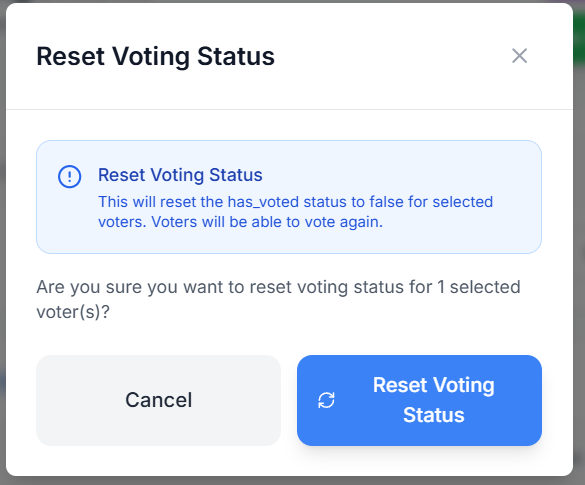 Reset Voting Status
Reset Voting Status
This will reset the has_voted status to false for selected
voters. Voters will be able to vote again.
Are you sure you want to reset voting status for 1 selected
voter(s)?
Cancel
Reset Voting
Status